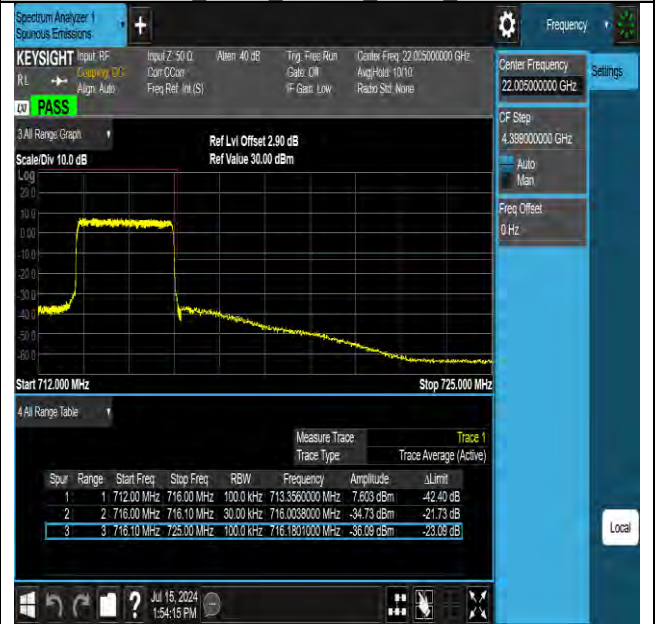 Spectrum Analyzer 1
Spurious Emissions
Frequency
KEYSIGHT Input: RF Input Z: 50 Ω Atten: 40 dB Trig: Free Run Center Freq: 22.005000000 GHz
RL Coupling: DC Corr CCorr Gate: Off Avg|Hold: 10/10
Align: Auto Freq Ref: Int (S) IF Gain: Low Radio Std: None
LXI PASS
Center Frequency
22.005000000 GHz
Settings
CF Step
4.399000000 GHz
Auto
Man
Freq Offset
0 Hz
3 All Range Graph
Ref Lvl Offset 2.90 dB
Scale/Div 10.0 dB Ref Value 30.00 dBm
Log
20.0
10.0
0.00
-10.0
-20.0
-30.0
-40.0
-50.0
-60.0
Start 712.000 MHz Stop 725.000 MHz
4 All Range Table
Measure Trace Trace 1
Trace Type Trace Average (Active)
Spur Range Start Freq Stop Freq RBW Frequency Amplitude ΔLimit
1 1 712.00 MHz 716.00 MHz 100.0 kHz 713.3560000 MHz 7.603 dBm -42.40 dB
2 2 716.00 MHz 716.10 MHz 30.00 kHz 716.0038000 MHz -34.73 dBm -21.73 dB
3 3 716.10 MHz 725.00 MHz 100.0 kHz 716.1801000 MHz -36.09 dBm -23.09 dB
Local
Jul 15, 2024
1:54:15 PM